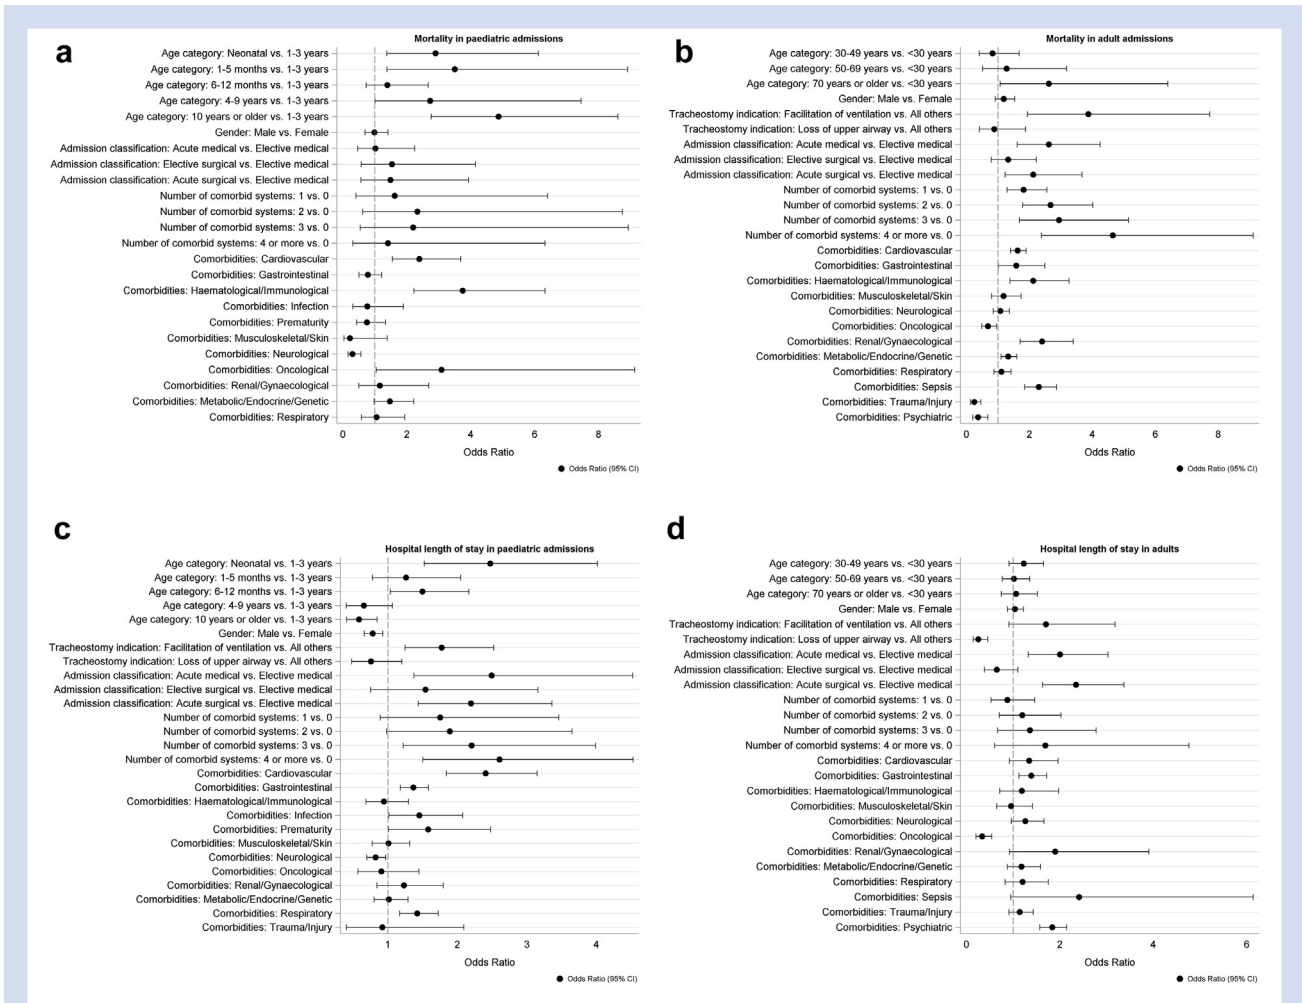 a
Mortality in paediatric admissions
Age category: Neonatal vs. 1-3 years
Age category: 1-5 months vs. 1-3 years
Age category: 6-12 months vs. 1-3 years
Age category: 4-9 years vs. 1-3 years
Age category: 10 years or older vs. 1-3 years
Gender: Male vs. Female
Admission classification: Acute medical vs. Elective medical
Admission classification: Elective surgical vs. Elective medical
Admission classification: Acute surgical vs. Elective medical
Number of comorbid systems: 1 vs. 0
Number of comorbid systems: 2 vs. 0
Number of comorbid systems: 3 vs. 0
Number of comorbid systems: 4 or more vs. 0
Comorbidities: Cardiovascular
Comorbidities: Gastrointestinal
Comorbidities: Haematological/Immunological
Comorbidities: Infection
Comorbidities: Prematurity
Comorbidities: Musculoskeletal/Skin
Comorbidities: Neurological
Comorbidities: Oncological
Comorbidities: Renal/Gynaecological
Comorbidities: Metabolic/Endocrine/Genetic
Comorbidities: Respiratory
0 2 4 6 8
Odds Ratio
Odds Ratio (95% CI)
b
Mortality in adult admissions
Age category: 30-49 years vs. <30 years
Age category: 50-69 years vs. <30 years
Age category: 70 years or older vs. <30 years
Gender: Male vs. Female
Tracheostomy indication: Facilitation of ventilation vs. All others
Tracheostomy indication: Loss of upper airway vs. All others
Admission classification: Acute medical vs. Elective medical
Admission classification: Elective surgical vs. Elective medical
Admission classification: Acute surgical vs. Elective medical
Number of comorbid systems: 1 vs. 0
Number of comorbid systems: 2 vs. 0
Number of comorbid systems: 3 vs. 0
Number of comorbid systems: 4 or more vs. 0
Comorbidities: Cardiovascular
Comorbidities: Gastrointestinal
Comorbidities: Haematological/Immunological
Comorbidities: Musculoskeletal/Skin
Comorbidities: Neurological
Comorbidities: Oncological
Comorbidities: Renal/Gynaecological
Comorbidities: Metabolic/Endocrine/Genetic
Comorbidities: Respiratory
Comorbidities: Sepsis
Comorbidities: Trauma/Injury
Comorbidities: Psychiatric
0 2 4 6 8
Odds Ratio
Odds Ratio (95% CI)
c
Hospital length of stay in paediatric admissions
Age category: Neonatal vs. 1-3 years
Age category: 1-5 months vs. 1-3 years
Age category: 6-12 months vs. 1-3 years
Age category: 4-9 years vs. 1-3 years
Age category: 10 years or older vs. 1-3 years
Gender: Male vs. Female
Tracheostomy indication: Facilitation of ventilation vs. All others
Tracheostomy indication: Loss of upper airway vs. All others
Admission classification: Acute medical vs. Elective medical
Admission classification: Elective surgical vs. Elective medical
Admission classification: Acute surgical vs. Elective medical
Number of comorbid systems: 1 vs. 0
Number of comorbid systems: 2 vs. 0
Number of comorbid systems: 3 vs. 0
Number of comorbid systems: 4 or more vs. 0
Comorbidities: Cardiovascular
Comorbidities: Gastrointestinal
Comorbidities: Haematological/Immunological
Comorbidities: Infection
Comorbidities: Prematurity
Comorbidities: Musculoskeletal/Skin
Comorbidities: Neurological
Comorbidities: Oncological
Comorbidities: Renal/Gynaecological
Comorbidities: Metabolic/Endocrine/Genetic
Comorbidities: Respiratory
Comorbidities: Trauma/Injury
1 2 3 4
Odds Ratio
Odds Ratio (95% CI)
d
Hospital length of stay in adults
Age category: 30-49 years vs. <30 years
Age category: 50-69 years vs. <30 years
Age category: 70 years or older vs. <30 years
Gender: Male vs. Female
Tracheostomy indication: Facilitation of ventilation vs. All others
Tracheostomy indication: Loss of upper airway vs. All others
Admission classification: Acute medical vs. Elective medical
Admission classification: Elective surgical vs. Elective medical
Admission classification: Acute surgical vs. Elective medical
Number of comorbid systems: 1 vs. 0
Number of comorbid systems: 2 vs. 0
Number of comorbid systems: 3 vs. 0
Number of comorbid systems: 4 or more vs. 0
Comorbidities: Cardiovascular
Comorbidities: Gastrointestinal
Comorbidities: Haematological/Immunological
Comorbidities: Musculoskeletal/Skin
Comorbidities: Neurological
Comorbidities: Oncological
Comorbidities: Renal/Gynaecological
Comorbidities: Metabolic/Endocrine/Genetic
Comorbidities: Respiratory
Comorbidities: Sepsis
Comorbidities: Trauma/Injury
Comorbidities: Psychiatric
0 2 4 6
Odds Ratio
Odds Ratio (95% CI)